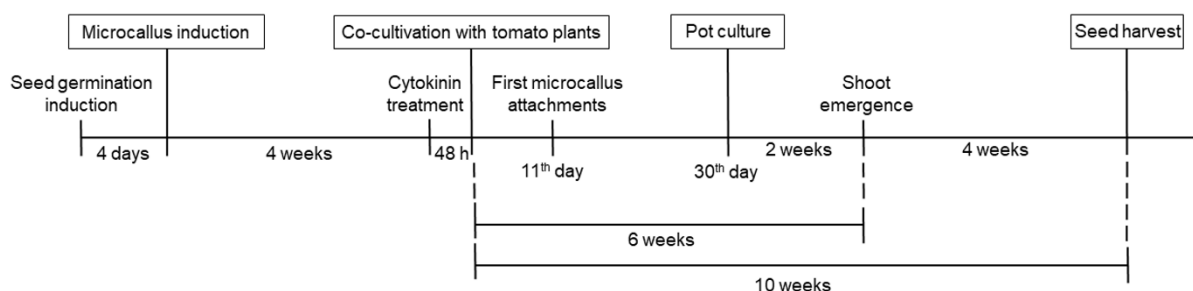 Microcallus induction
Co-cultivation with tomato plants
Pot culture
Seed harvest
Seed germination
induction
Cytokinin
treatment
First microcallus
attachments
Shoot
emergence
4 days
4 weeks
48 h
11th day
30th day
2 weeks
4 weeks
6 weeks
10 weeks